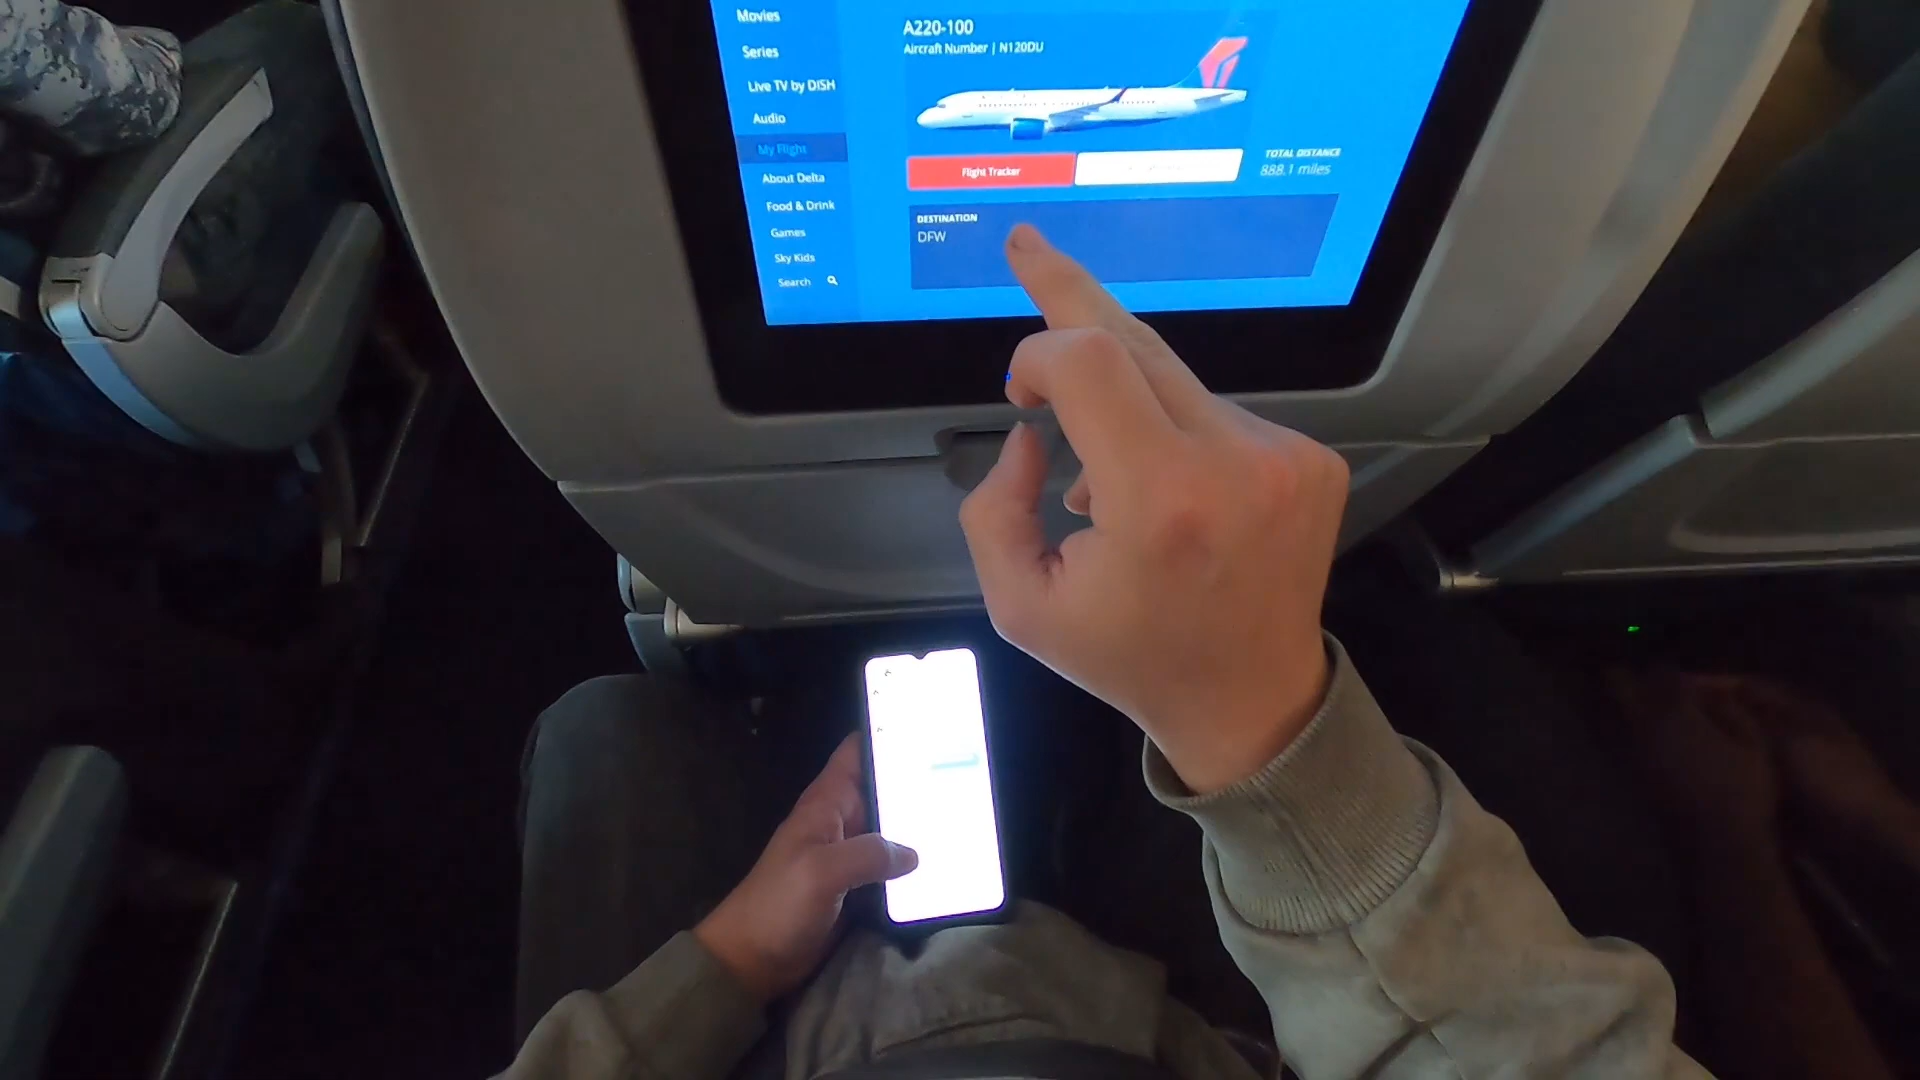 Movies
Series
Live TV by DISH
Audio
My Flight
About Delta
Food & Drink
Games
Sky Kids
Search
A220-100
Aircraft Number | N120DU
Flight Tracker
TOTAL DISTANCE
888.1 miles
DESTINATION
DFW